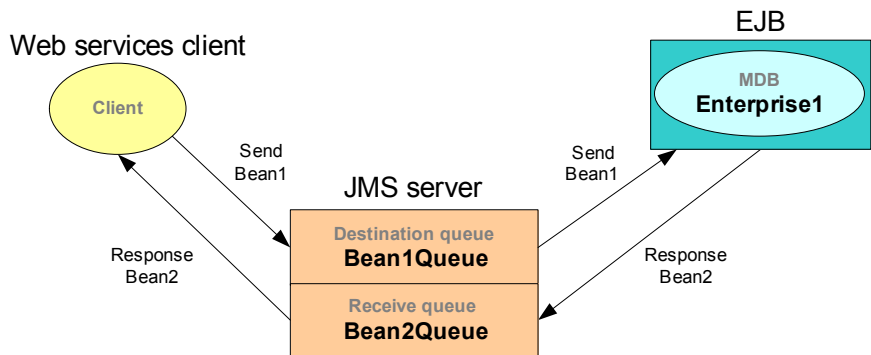 Web services client
Client
Send
Bean1
Response
Bean2
JMS server
Destination queue
Bean1Queue
Receive queue
Bean2Queue
EJB
MDB
Enterprise1
Send
Bean1
Response
Bean2